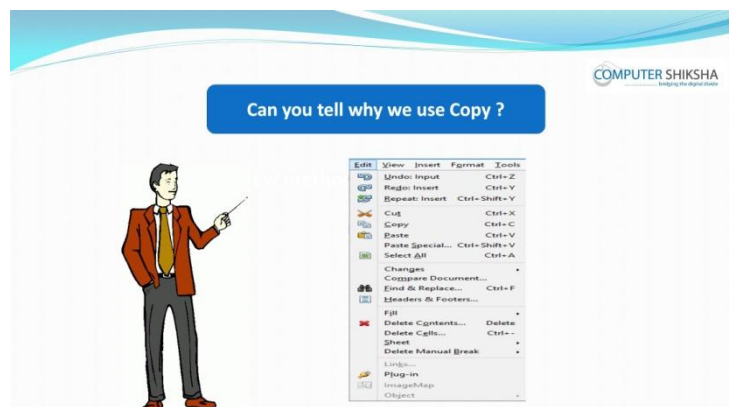 COMPUTER SHIKSHA
bridging the digital divide
Can you tell why we use Copy ?
Edit View Insert Format Tools
Undo: Input Ctrl+Z
Redo: Insert Ctrl+Y
Repeat: Insert Ctrl+Shift+Y
Cut Ctrl+X
Copy Ctrl+C
Paste Ctrl+V
Paste Special... Ctrl+Shift+V
Select All Ctrl+A
Changes
Compare Document...
Find & Replace... Ctrl+F
Headers & Footers...
Fill
Delete Contents... Delete
Delete Cells... Ctrl+-
Sheet
Delete Manual Break
Links...
Plug-in
ImageMap
Object